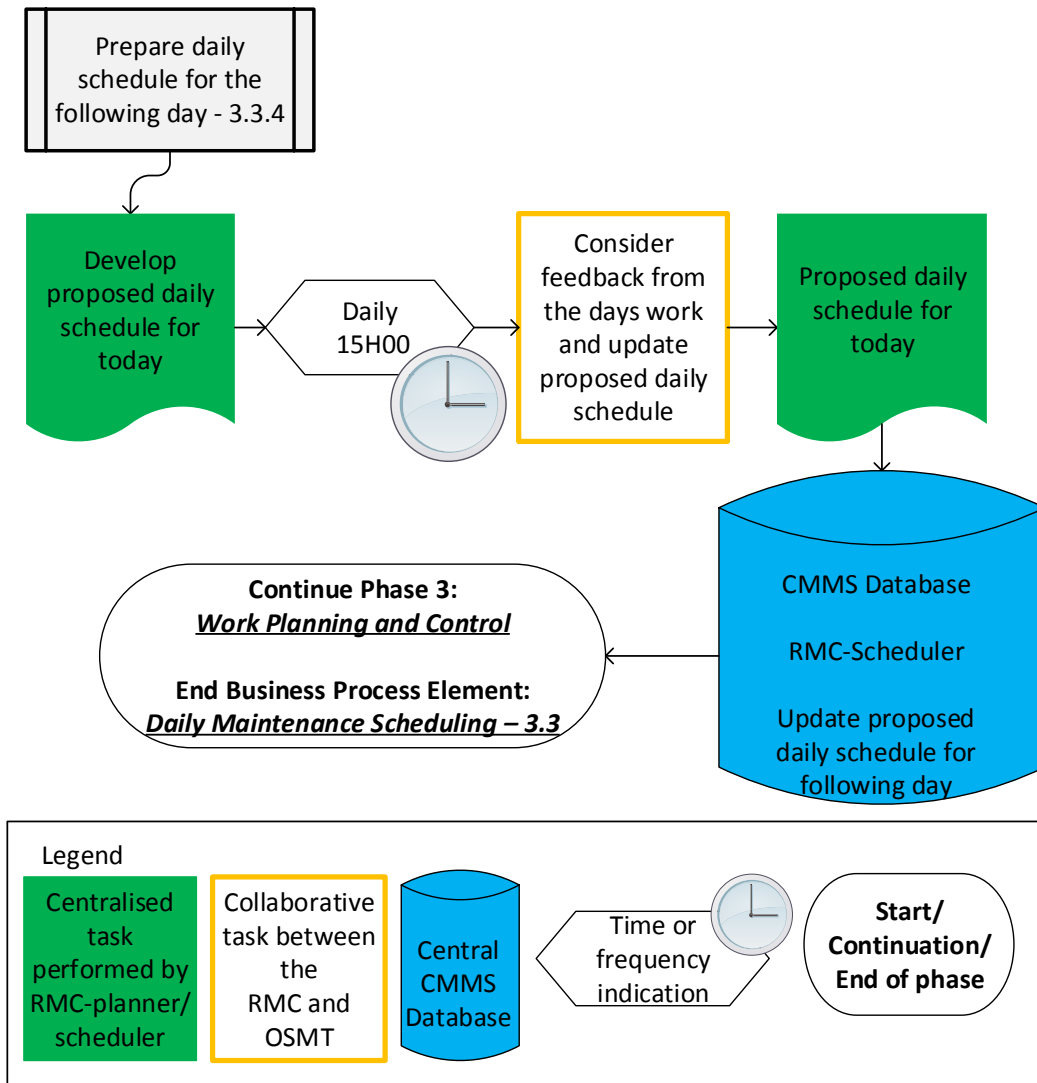 Prepare daily
schedule for the
following day - 3.3.4
Develop
proposed daily
schedule for
today
Daily
15H00
Consider
feedback from
the days work
and update
proposed daily
schedule
Proposed daily
schedule for
today
CMMS Database
RMC-Scheduler
Update proposed
daily schedule for
following day
Continue Phase 3:
Work Planning and Control
End Business Process Element:
Daily Maintenance Scheduling – 3.3
Legend
Centralised
task
performed by
RMC-planner/
scheduler
Collaborative
task between
the
RMC and
OSMT
Central
CMMS
Database
Time or
frequency
indication
Start/
Continuation/
End of phase